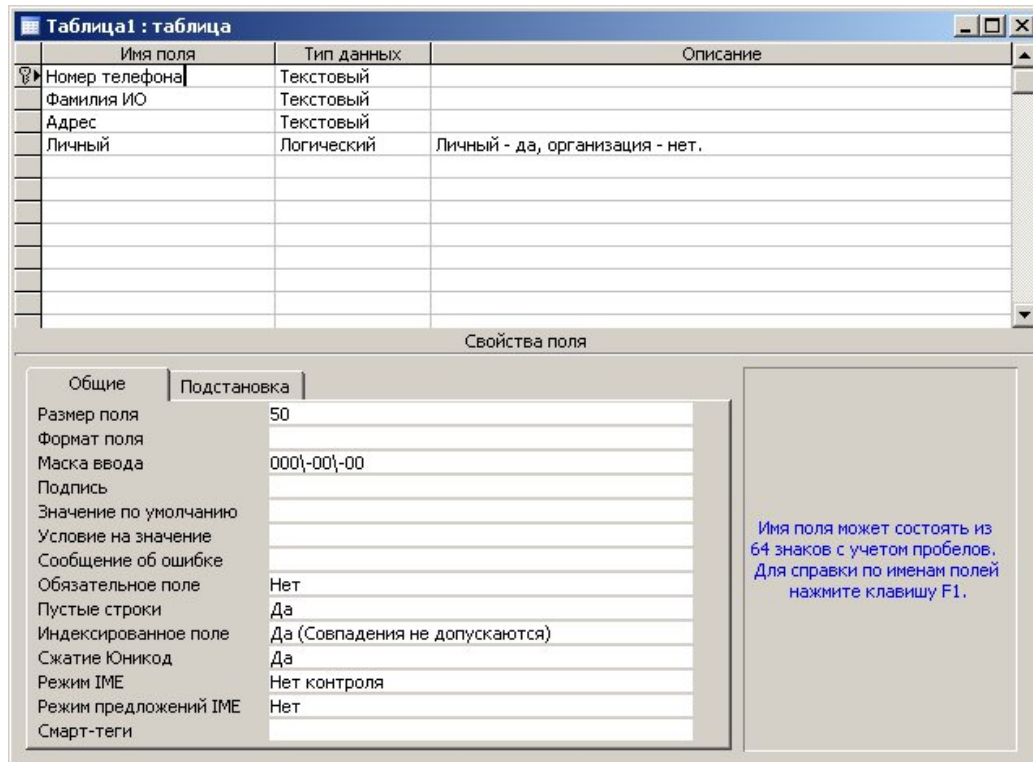 Таблица1 : таблица
Имя поля Тип данных Описание
Номер телефона Текстовый
Фамилия ИО Текстовый
Адрес Текстовый
Личный Логический Личный - да, организация - нет.
Свойства поля
Общие Подстановка
Размер поля 50
Формат поля
Маска ввода 000\-00\-00
Подпись
Значение по умолчанию
Условие на значение
Сообщение об ошибке
Обязательное поле Нет
Пустые строки Да
Индексированное поле Да (Совпадения не допускаются)
Сжатие Юникод Да
Режим IME Нет контроля
Режим предложений IME Нет
Смарт-теги
Имя поля может состоять из
64 знаков с учетом пробелов.
Для справки по именам полей
нажмите клавишу F1.